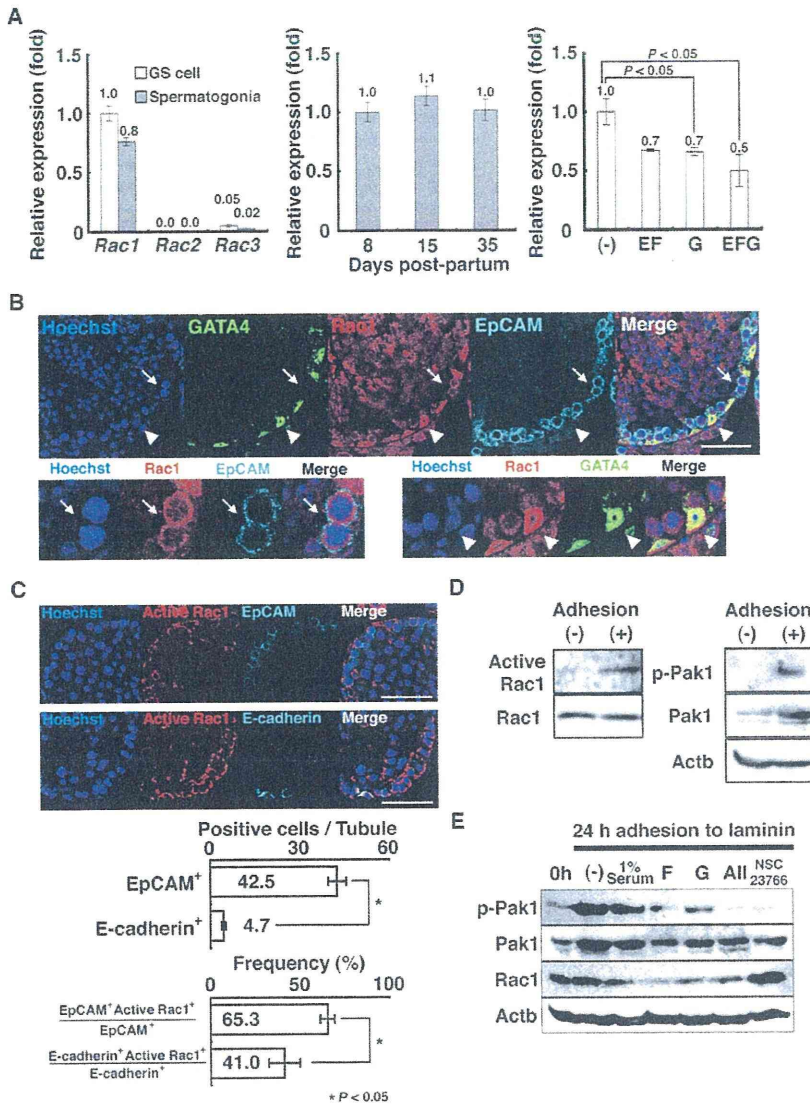 A
Relative expression (fold)
1.5
1.0
0.5
0
GS cell
Spermatogonia
1.0
0.8
0.0 0.0
0.05
0.02
Rac1 Rac2 Rac3
Relative expression (fold)
1.5
1.0
0.5
0
1.0
1.1
1.0
8 15 35
Days post-partum
Relative expression (fold)
1.5
1.0
0.5
0
P < 0.05
P < 0.05
1.0
0.7
0.7
0.5
(-) EF G EFG
B
Hoechst GATA4 Rac1 EpCAM Merge
Hoechst Rac1 EpCAM Merge
Hoechst Rac1 GATA4 Merge
C
Hoechst Active Rac1 EpCAM Merge
Hoechst Active Rac1 E-cadherin Merge
Positive cells / Tubule
0 30 60
EpCAM+ 42.5
E-cadherin+ 4.7
*
Frequency (%)
0 50 100
EpCAM+ Active Rac1+
EpCAM+
65.3
E-cadherin+ Active Rac1+
E-cadherin+
41.0
*
* P < 0.05
D
Adhesion
(-) (+)
Active
Rac1
Rac1
Adhesion
(-) (+)
p-Pak1
Pak1
Actb
E
24 h adhesion to laminin
0h (-) 1% Serum F G All NSC 23766
p-Pak1
Pak1
Rac1
Actb